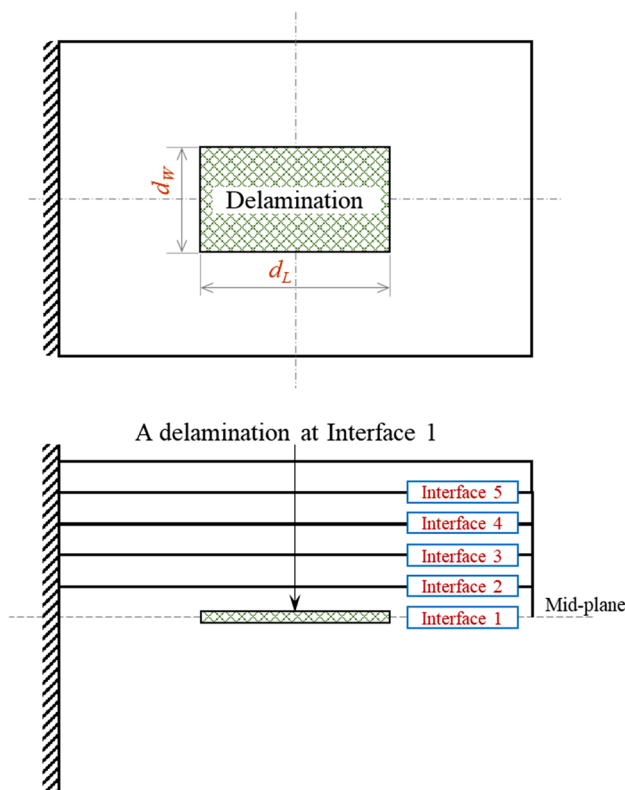 d_W
Delamination
d_L
A delamination at Interface 1
Interface 5
Interface 4
Interface 3
Interface 2
Mid-plane
Interface 1